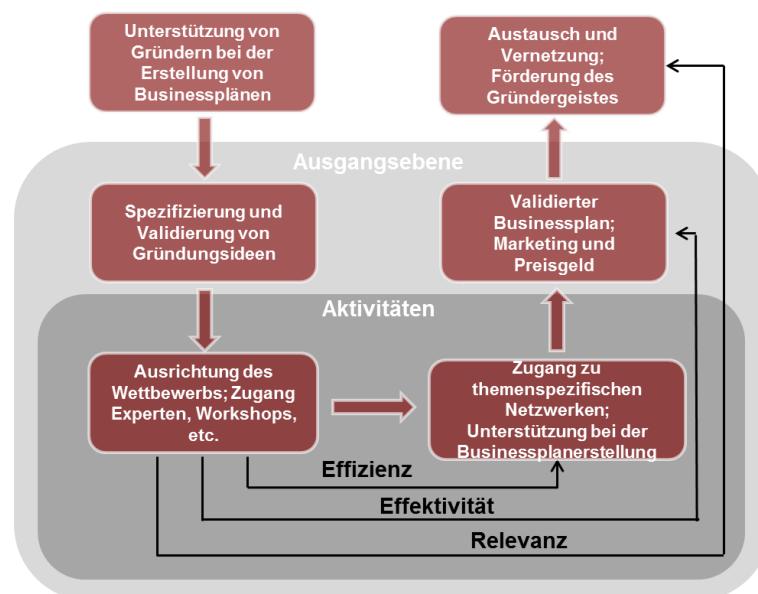 Unterstützung von
Gründern bei der
Erstellung von
Businessplänen
Austausch und
Vernetzung;
Förderung des
Gründergeistes
Ausgangsebene
Spezifizierung und
Validierung von
Gründungsideen
Validierter
Businessplan;
Marketing und
Preisgeld
Aktivitäten
Ausrichtung des
Wettbewerbs; Zugang
Experten, Workshops,
etc.
Zugang zu
themenspezifischen
Netzwerken;
Unterstützung bei der
Businessplanerstellung
Effizienz
Effektivität
Relevanz